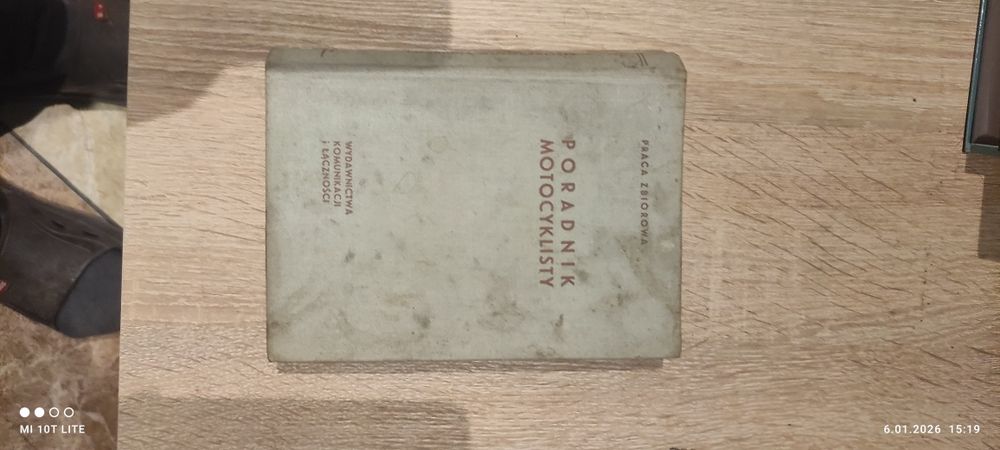 PRACA ZBIOROWA
PORADNIK
MOTOCYKLISTY
WYDAWNICTWA
KOMUNIKACJI
i ŁĄCZNOŚCI
MI 10T LITE
6.01.2026 15:19